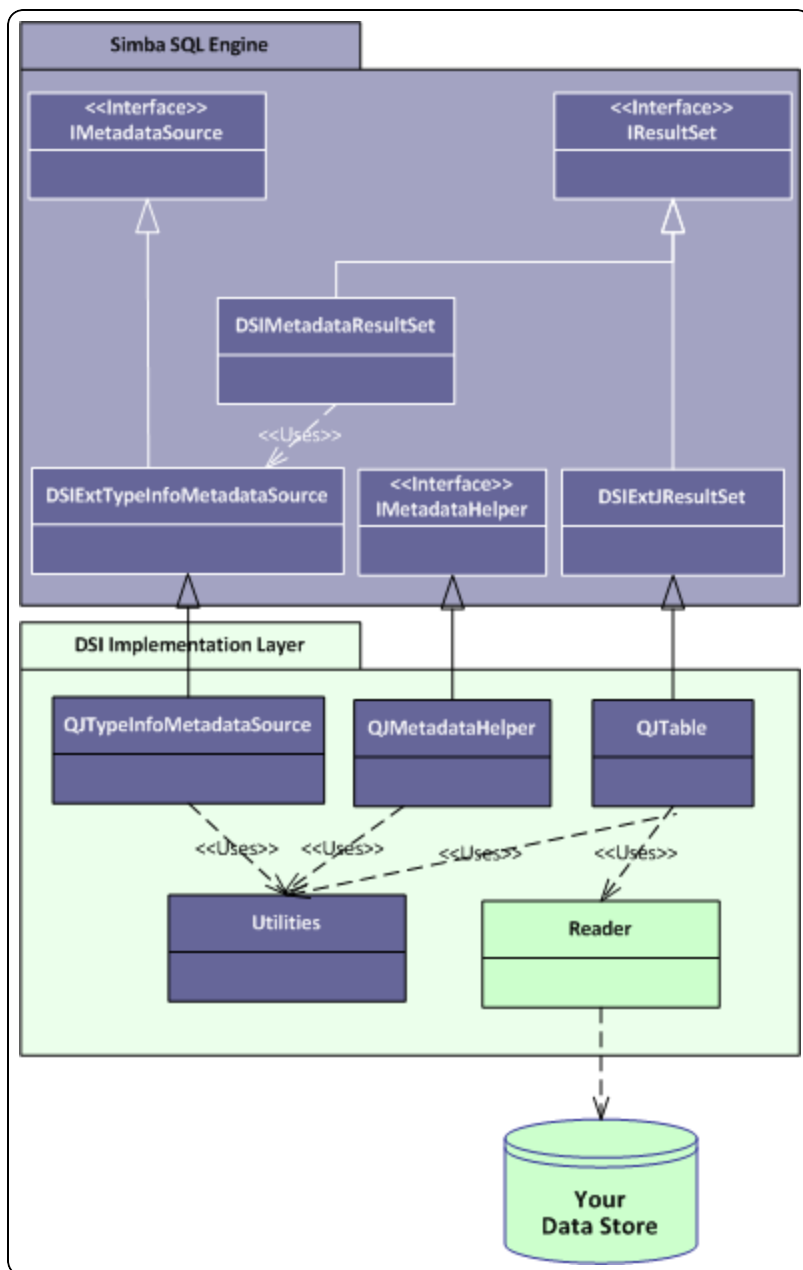 Simba SQL Engine
<<Interface>>
IMetadataSource
<<Interface>>
IResultSet
DSIMetadataResultSet
<<Uses>>
DSIExtTypeInfoMetadataSource
<<Interface>>
IMetadataHelper
DSIExtJResultSet
DSI Implementation Layer
QJTypeInfoMetadataSource
QJMetadataHelper
QJTable
<<Uses>>
<<Uses>>
<<Uses>>
<<Uses>>
Utilities
Reader
Your
Data Store